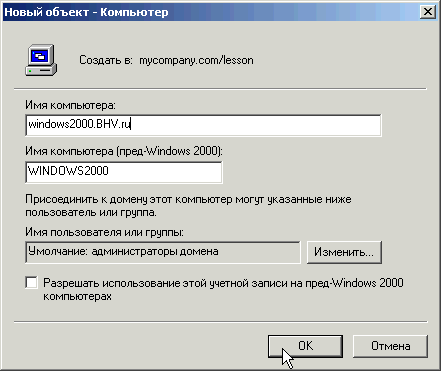 Новый объект - Компьютер
Создать в: mycompany.com/lesson
Имя компьютера:
windows2000.BHV.ru
Имя компьютера (пред-Windows 2000):
WINDOWS2000
Присоединить к домену этот компьютер могут указанные ниже
пользователь или группа.
Имя пользователя или группы:
Умолчание: администраторы домена
Изменить...
Разрешать использование этой учетной записи на пред-Windows 2000
компьютерах
OK
Отмена